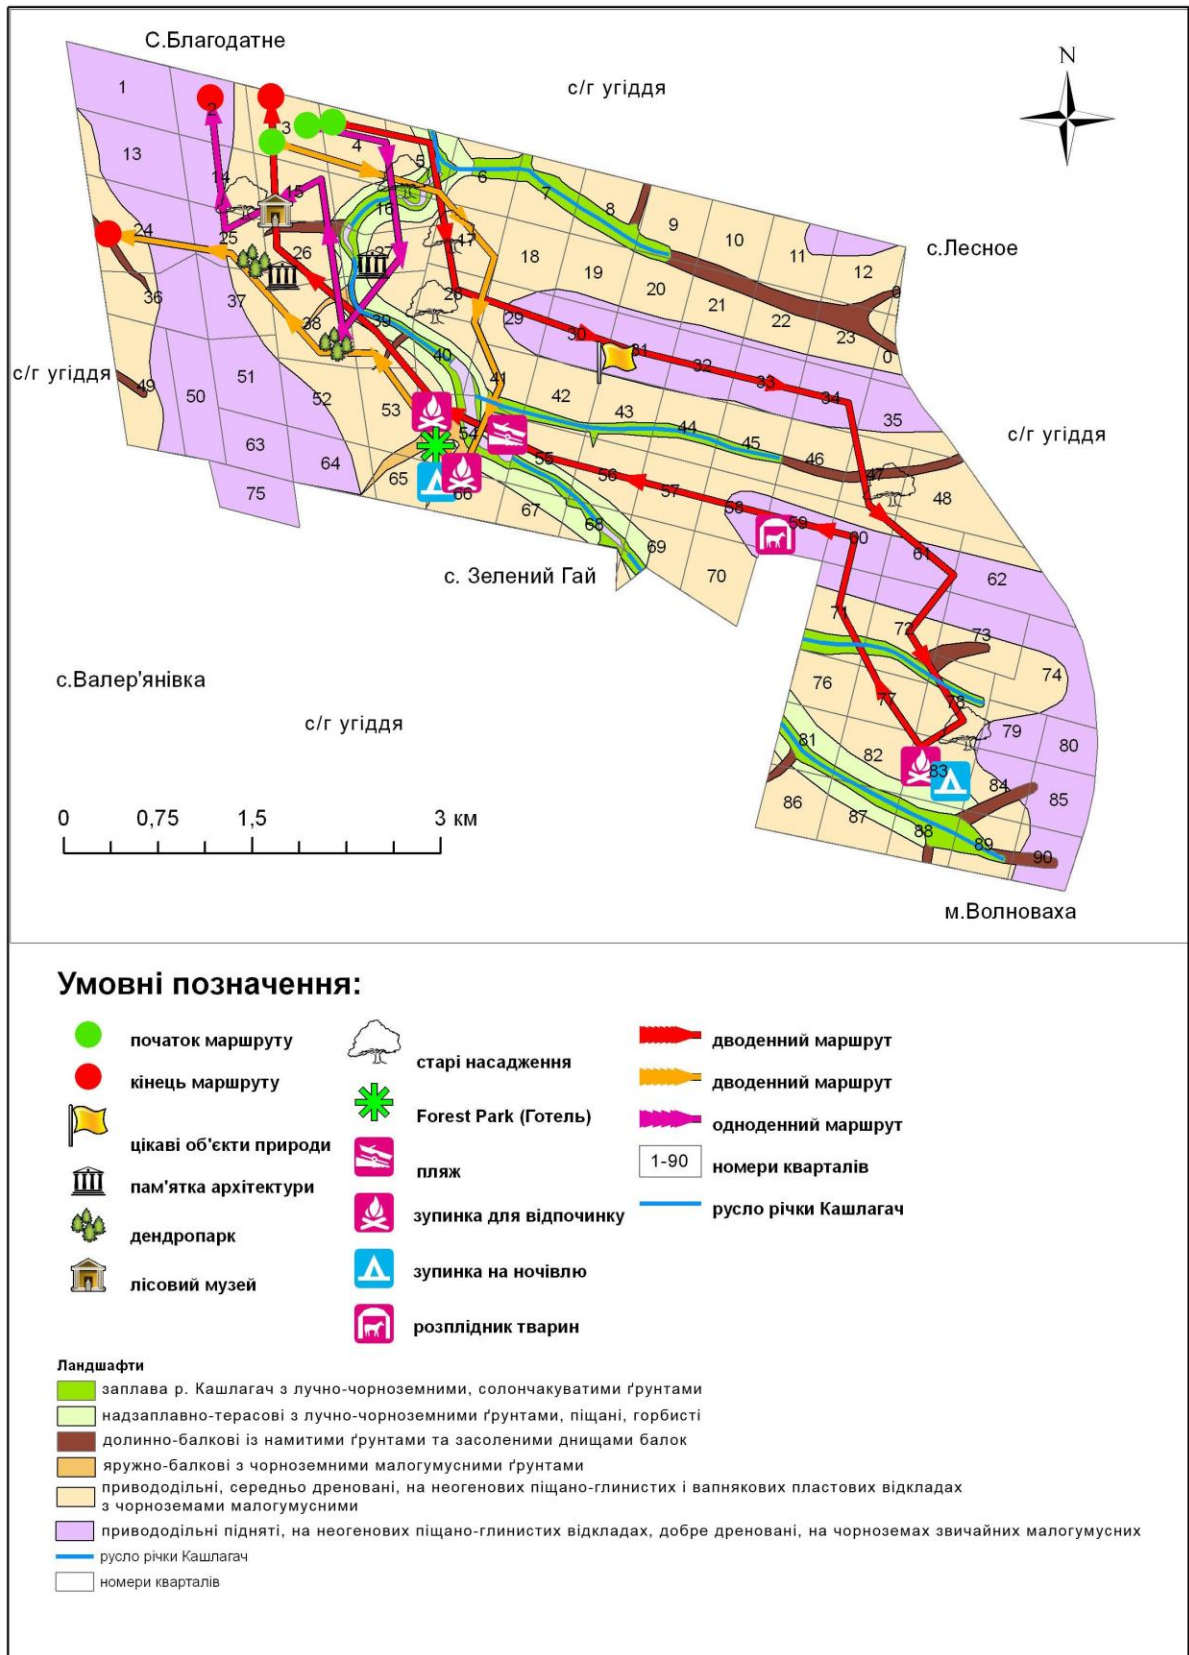 С.Благодатне
с/г угіддя
N
с.Лесное
с/г угіддя
с/г угіддя
с. Зелений Гай
с.Валер'янівка
с/г угіддя
м.Волноваха
1
2
3
4
5
6
7
8
9
10
11
12
0
13
14
15
16
17
18
19
20
21
22
23
0
24
25
26
27
28
29
30
31
32
33
34
35
36
37
38
39
40
41
42
43
44
45
46
47
48
49
50
51
52
53
54
55
56
57
58
59
60
61
62
63
64
65
66
67
68
69
70
71
72
73
74
75
76
77
78
79
80
81
82
83
84
85
86
87
88
89
90
0 0,75 1,5 3 км
Умовні позначення:
початок маршруту
кінець маршруту
цікаві об'єкти природи
пам'ятка архітектури
дендропарк
лісовий музей
старі насадження
Forest Park (Готель)
пляж
зупинка для відпочинку
зупинка на ночівлю
розплідник тварин
дводенний маршрут
дводенний маршрут
одноденний маршрут
1-90 номери кварталів
русло річки Кашлагач
Ландшафти
заплава р. Кашлагач з лучно-чорноземними, солончакуватими ґрунтами
надзаплавно-терасові з лучно-чорноземними ґрунтами, піщані, горбисті
долинно-балкові із намитими ґрунтами та засоленими днищами балок
яружно-балкові з чорноземними малогумусними ґрунтами
привододільні, середньо дреновані, на неогенових піщано-глинистих і вапнякових пластових відкладах
з чорноземами малогумусними
привододільні підняті, на неогенових піщано-глинистих відкладах, добре дреновані, на чорноземах звичайних малогумусних
русло річки Кашлагач
номери кварталів